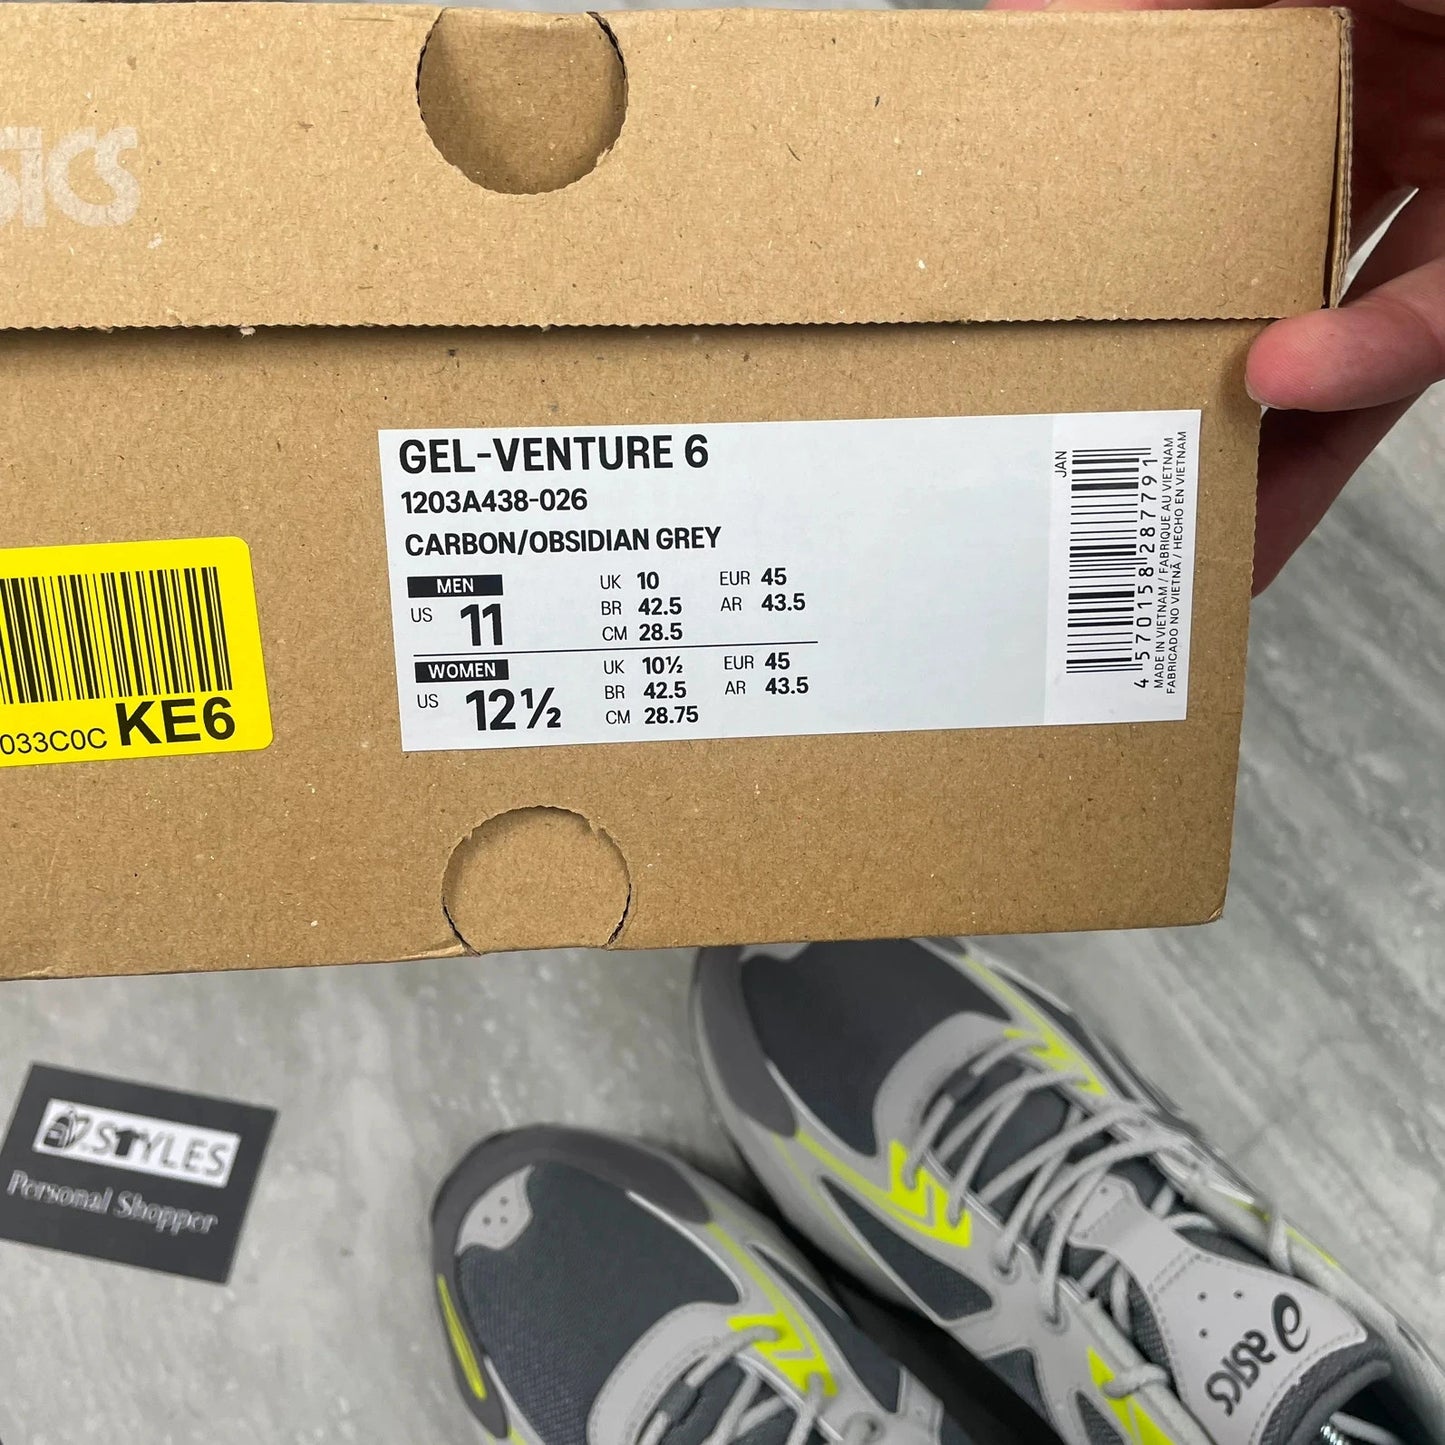 SICS
GEL-VENTURE 6
1203A438-026
CARBON/OBSIDIAN GREY
MEN
US 11
UK 10
BR 42.5
CM 28.5
EUR 45
AR 43.5
WOMEN
US 12½
UK 10½
BR 42.5
CM 28.75
EUR 45
AR 43.5
JAN
4 570158 287791
MADE IN VIETNAM / FABRIQUE AU VIETNAM
FABRICADO NO VIETNÃ / HECHO EN VIETNAM
033C0C KE6
STYLES
Personal Shopper
asics